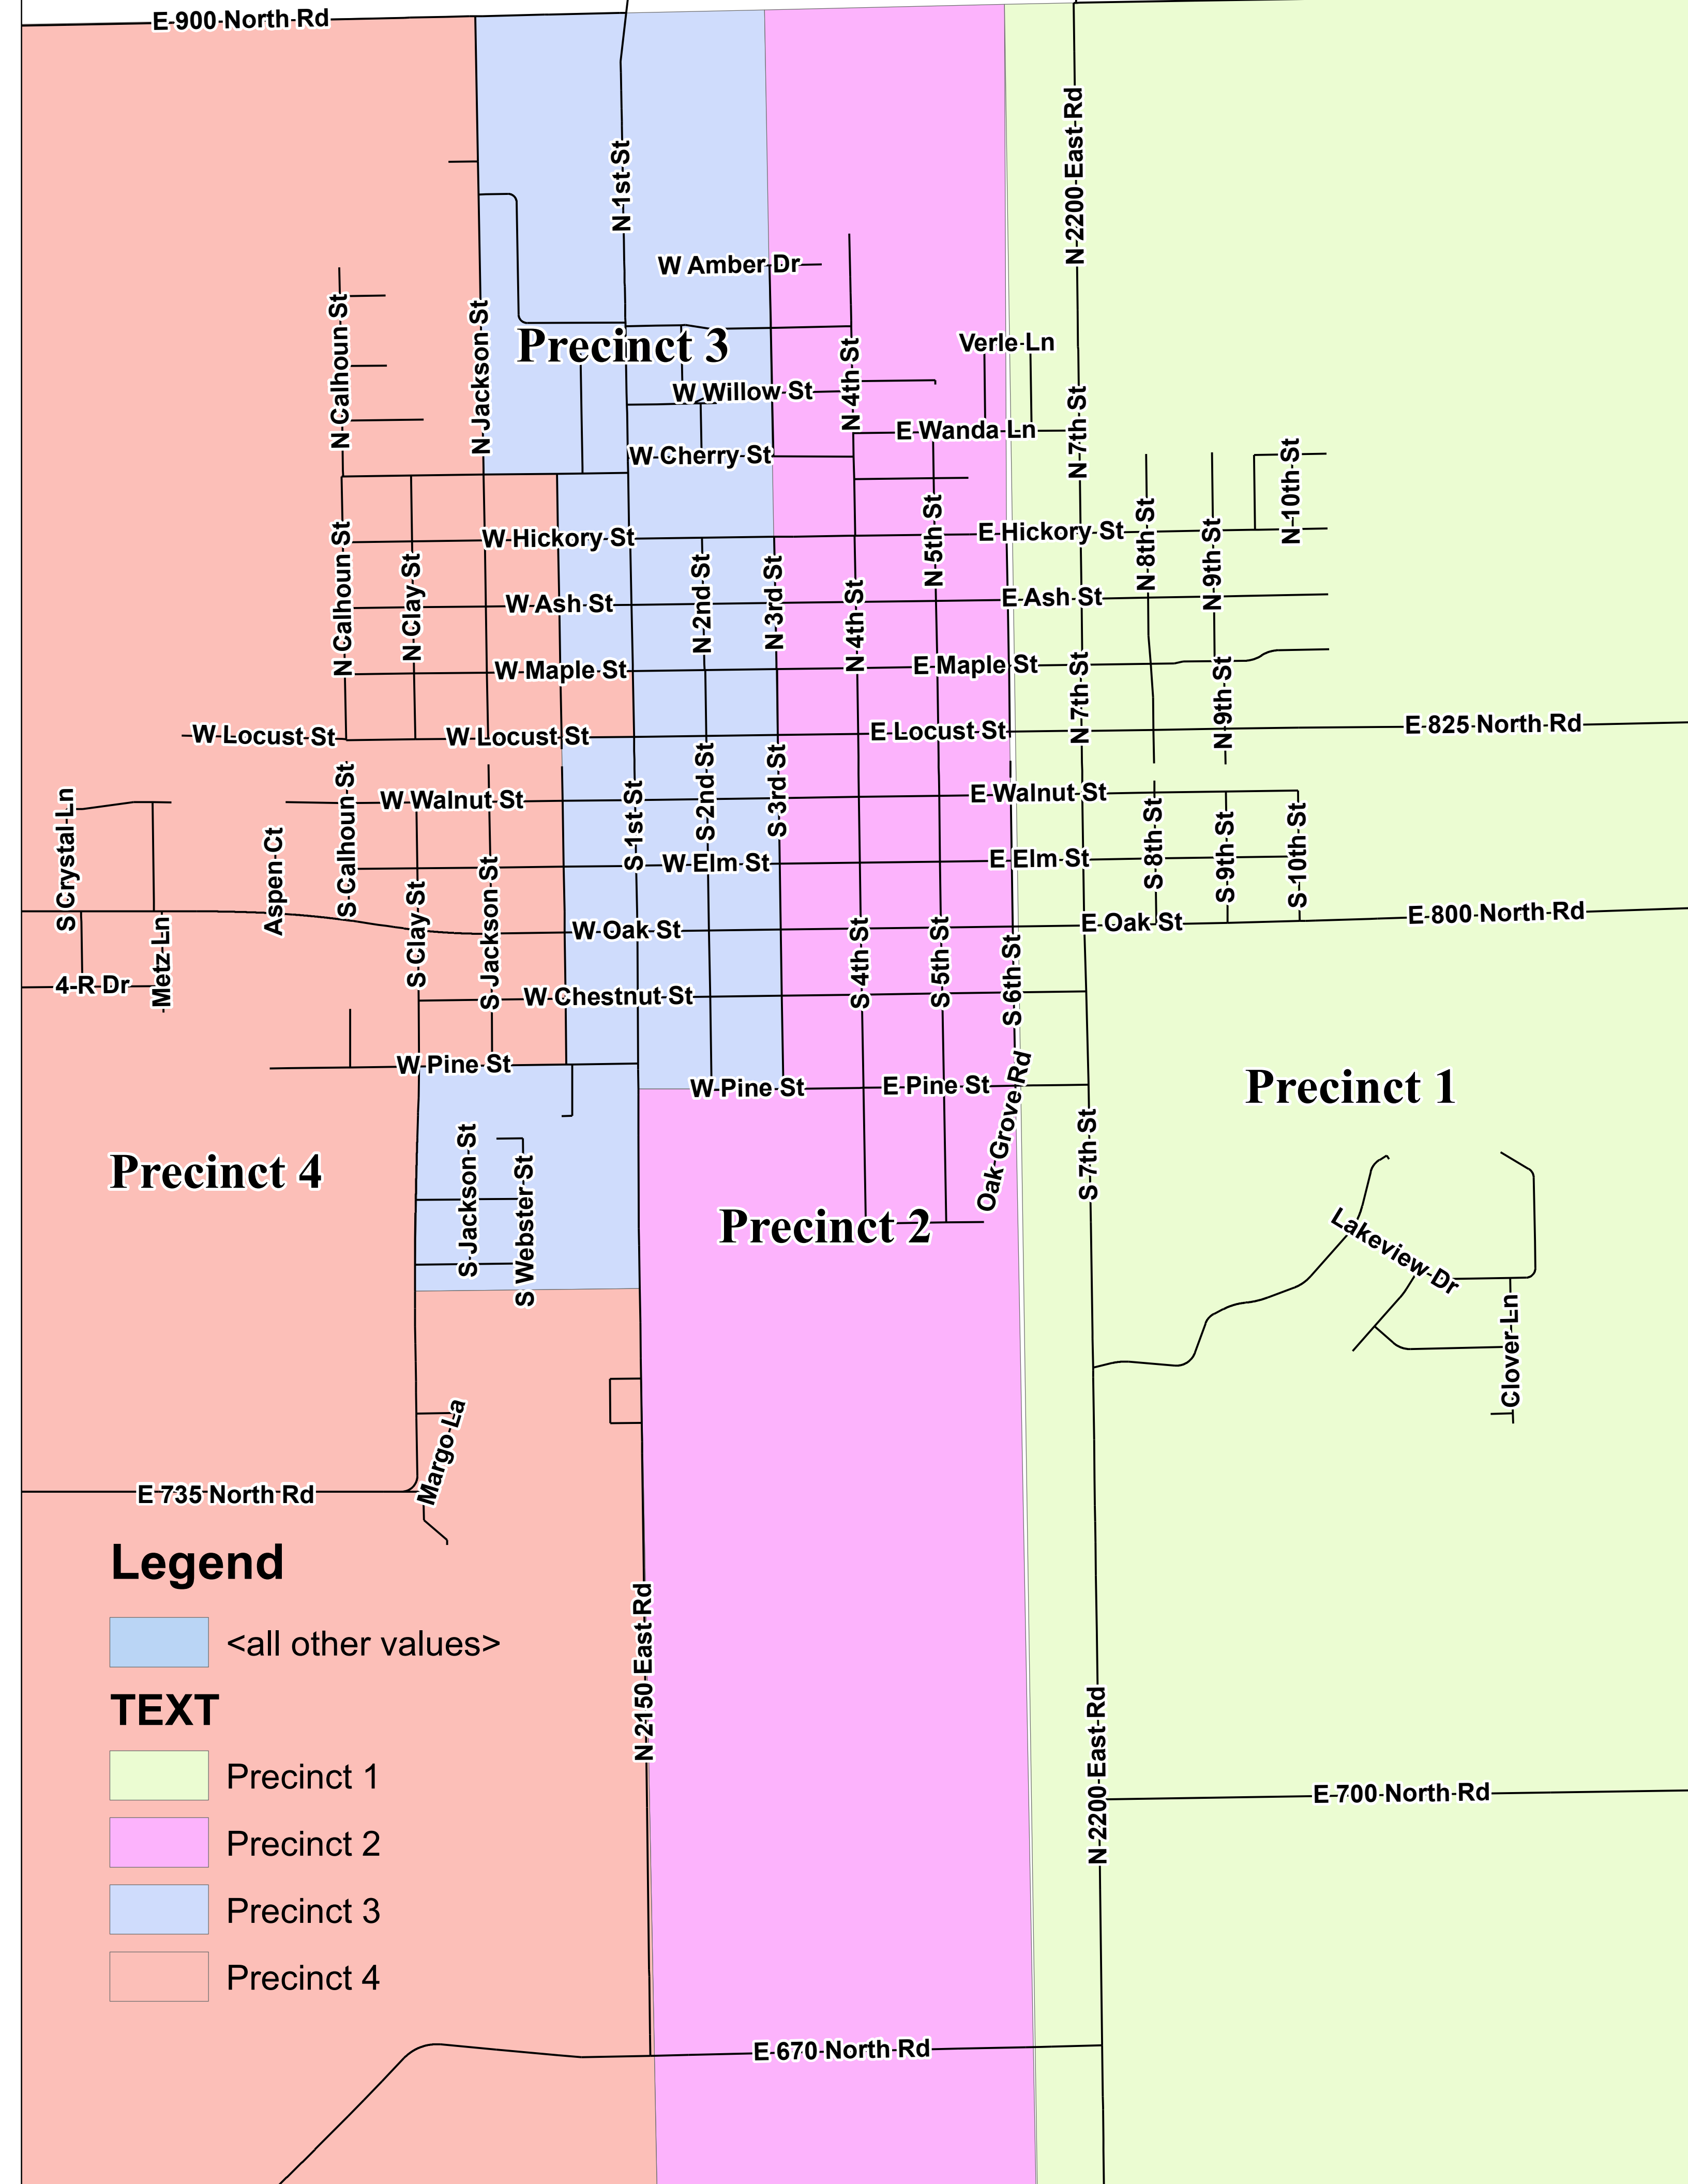 E 900 North Rd
N 2200 East Rd
N 1st St
W Amber Dr
N Calhoun St
N Jackson St
Precinct 3
N 4th St
Verle Ln
W Willow St
N 7th St
E Wanda Ln
W Cherry St
N 10th St
N Calhoun St
W Hickory St
N 5th St
E Hickory St
N 8th St
N 9th St
N Clay St
W Ash St
N 2nd St
N 3rd St
N 4th St
E Ash St
W Maple St
E Maple St
N 7th St
N 9th St
W Locust St
W Locust St
E Locust St
E 825 North Rd
S Crystal Ln
Aspen Ct
S Calhoun St
W Walnut St
S 1st St
S 2nd St
S 3rd St
E Walnut St
S 8th St
S 9th St
S 10th St
W Elm St
E Elm St
Metz Ln
S Clay St
S Jackson St
W Oak St
S 4th St
S 5th St
S 6th St
E Oak St
E 800 North Rd
4-R Dr
W Chestnut St
W Pine St
W Pine St
E Pine St
Oak Grove Rd
S 7th St
Precinct 1
Precinct 4
S Jackson St
S Webster St
Precinct 2
Lakeview Dr
Clover Ln
Margo La
E 735 North Rd
N 2150 East Rd
N 2200 East Rd
E 700 North Rd
E 670 North Rd
Legend
<all other values>
TEXT
Precinct 1
Precinct 2
Precinct 3
Precinct 4